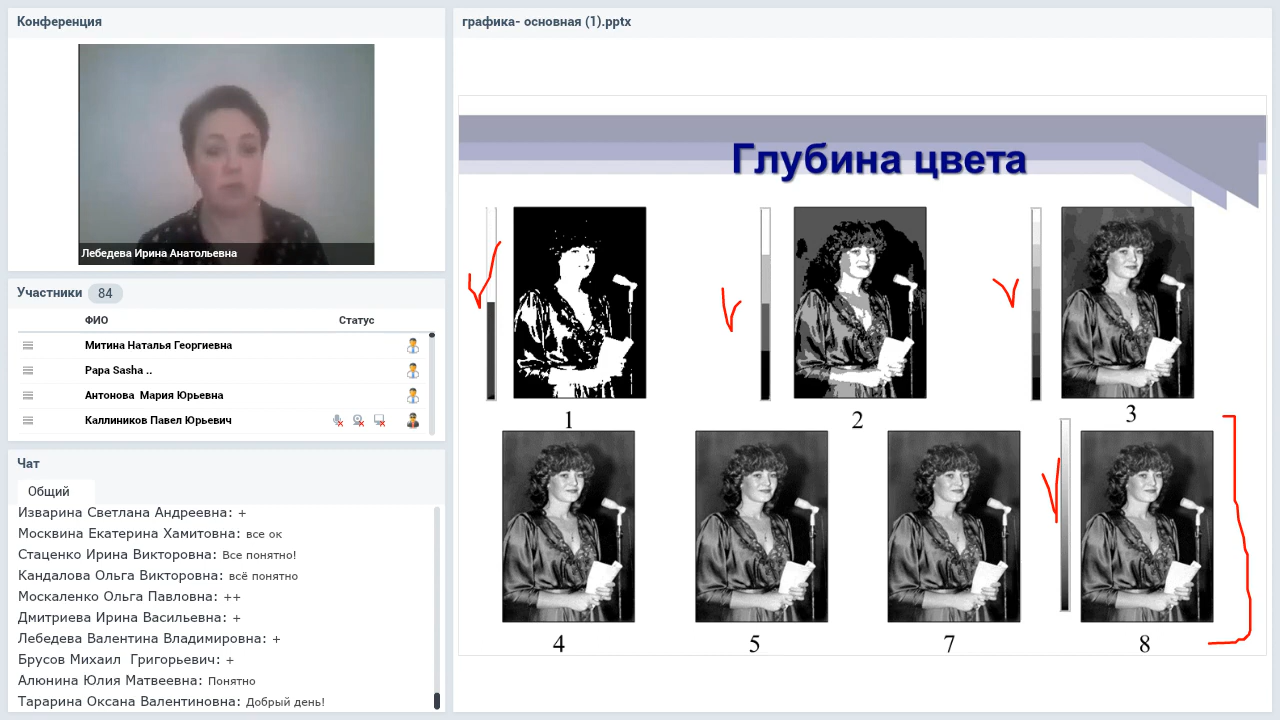 Конференция
Лебедева Ирина Анатольевна
Участники 84
ФИО Статус
Митина Наталья Георгиевна
Papa Sasha ..
Антонова Мария Юрьевна
Каллиников Павел Юрьевич
Чат
Общий
Изварина Светлана Андреевна: +
Москвина Екатерина Хамитовна: все ок
Стаценко Ирина Викторовна: Все понятно!
Кандалова Ольга Викторовна: всё понятно
Москаленко Ольга Павловна: ++
Дмитриева Ирина Васильевна: +
Лебедева Валентина Владимировна: +
Брусов Михаил Григорьевич: +
Алюнина Юлия Матвеевна: Понятно
Тарарина Оксана Валентиновна: Добрый день!
графика- основная (1).pptx
Глубина цвета
1 2 3
4 5 7 8